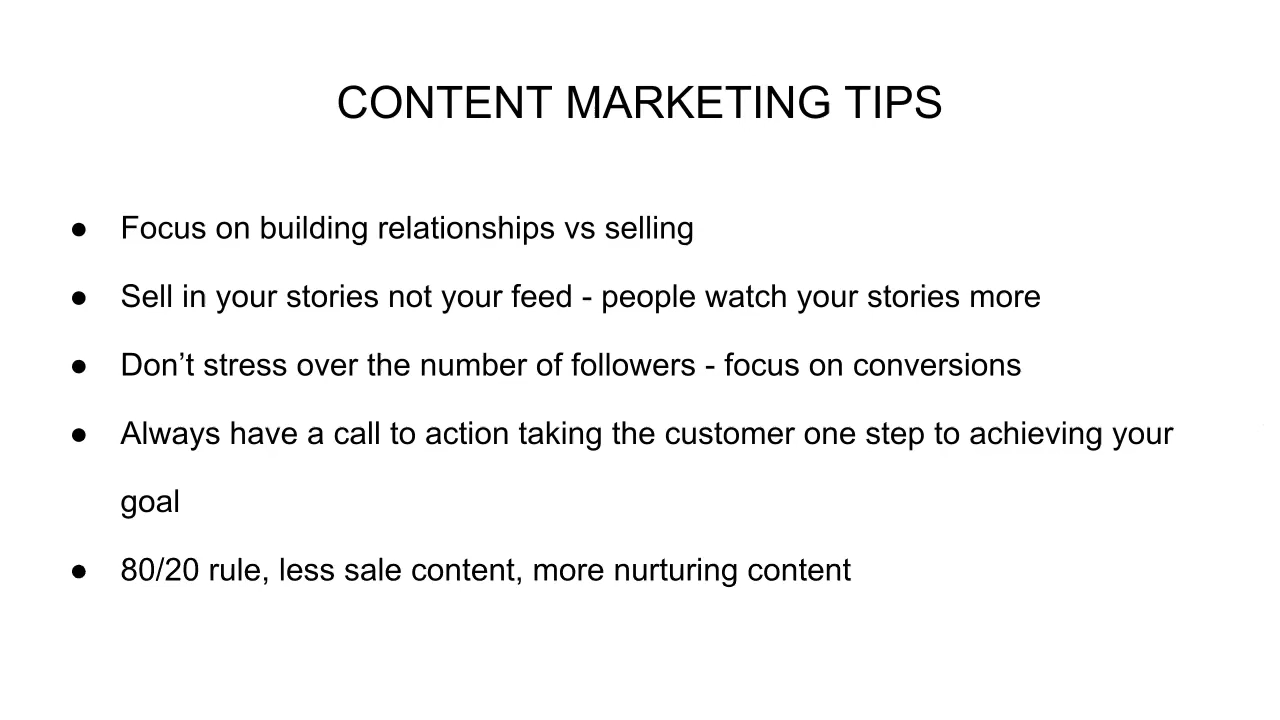 CONTENT MARKETING TIPS
● Focus on building relationships vs selling
● Sell in your stories not your feed - people watch your stories more
● Don’t stress over the number of followers - focus on conversions
● Always have a call to action taking the customer one step to achieving your
goal
● 80/20 rule, less sale content, more nurturing content